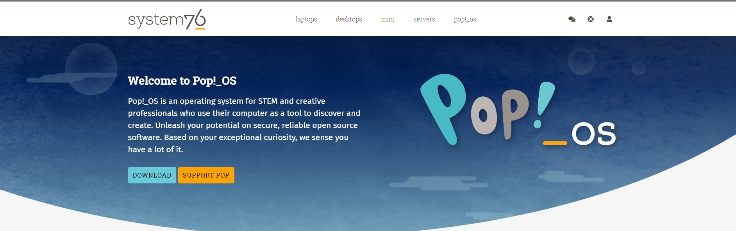 system76
laptops desktops mini servers pop!_os
Welcome to Pop!_OS
Pop!_OS is an operating system for STEM and creative
professionals who use their computer as a tool to discover and
create. Unleash your potential on secure, reliable open source
software. Based on your exceptional curiosity, we sense you
have a lot of it.
DOWNLOAD SUPPORT POP
Pop!_OS